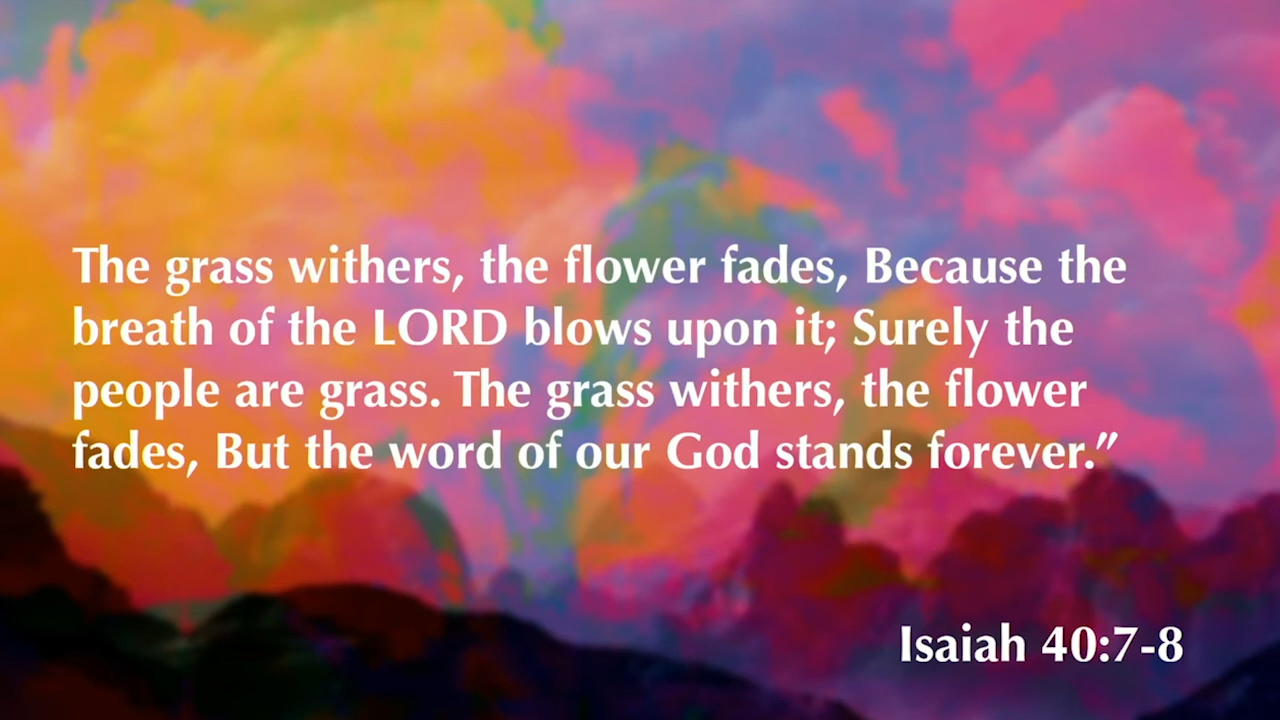 The grass withers, the flower fades, Because the
breath of the LORD blows upon it; Surely the
people are grass. The grass withers, the flower
fades, But the word of our God stands forever.”
Isaiah 40:7-8